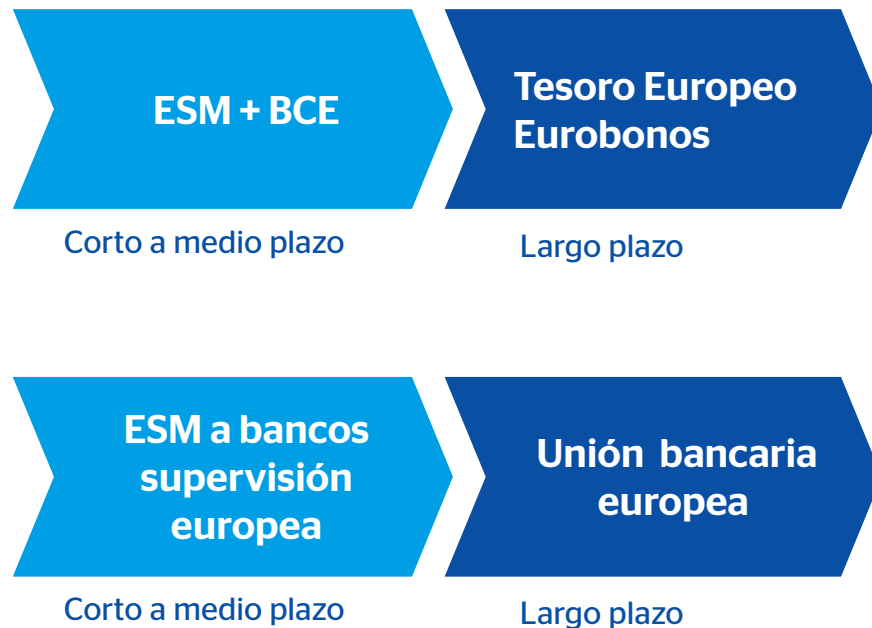 ESM + BCE
Tesoro Europeo
Eurobonos
Corto a medio plazo
Largo plazo
ESM a bancos
supervisión
europea
Unión bancaria
europea
Corto a medio plazo
Largo plazo